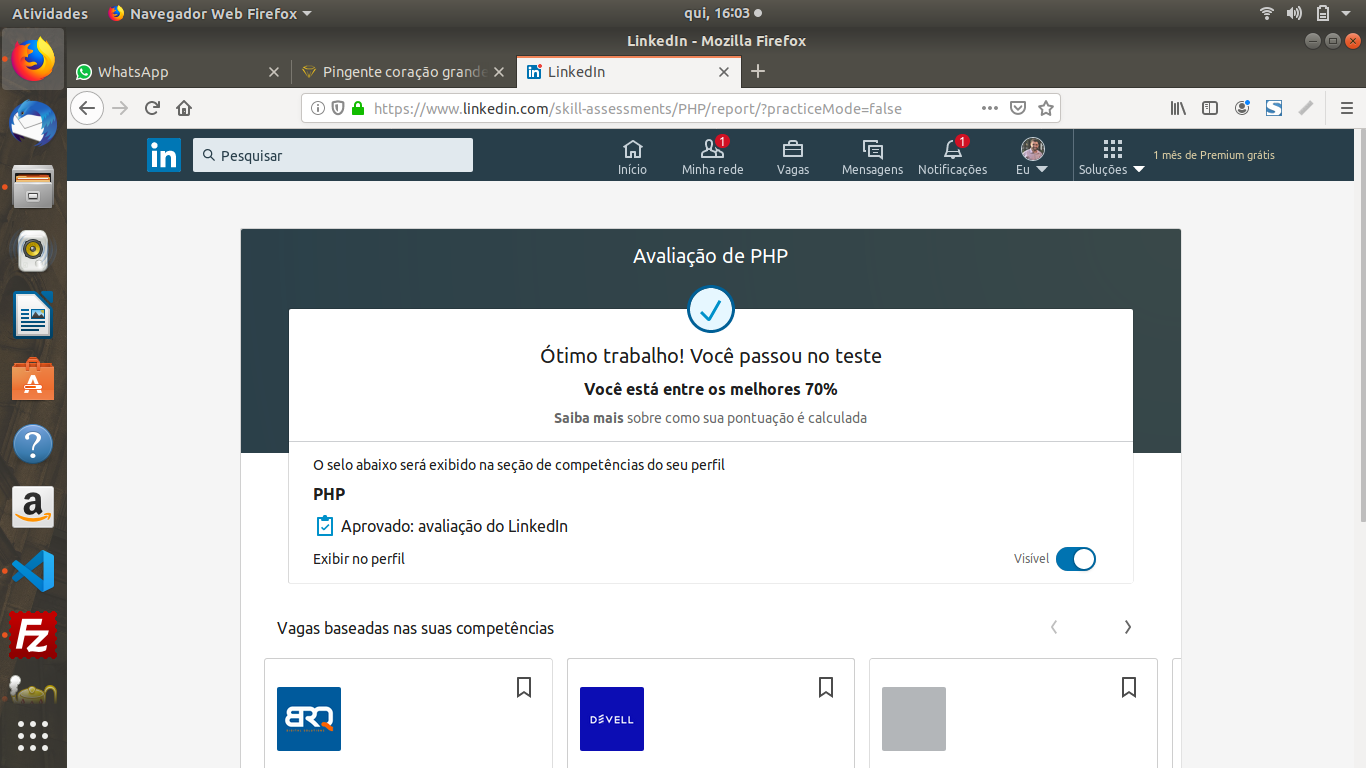 Atividades
Navegador Web Firefox
qui, 16:03
LinkedIn - Mozilla Firefox
WhatsApp
Pingente coração grande
LinkedIn
https://www.linkedin.com/skill-assessments/PHP/report/?practiceMode=false
in
Pesquisar
Início
1
Minha rede
Vagas
Mensagens
1
Notificações
Eu
Soluções
1 mês de Premium grátis
Avaliação de PHP
Ótimo trabalho! Você passou no teste
Você está entre os melhores 70%
Saiba mais sobre como sua pontuação é calculada
O selo abaixo será exibido na seção de competências do seu perfil
PHP
Aprovado: avaliação do LinkedIn
Exibir no perfil
Visível
Vagas baseadas nas suas competências
BRQ
DIGITAL SOLUTIONS
DEVELL